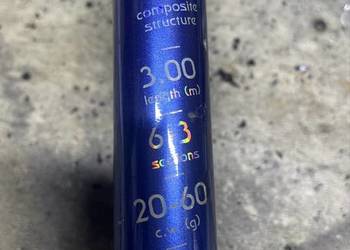 composite
structure
3.00
length (m)
6 3
sections
20-60
c.w. (g)